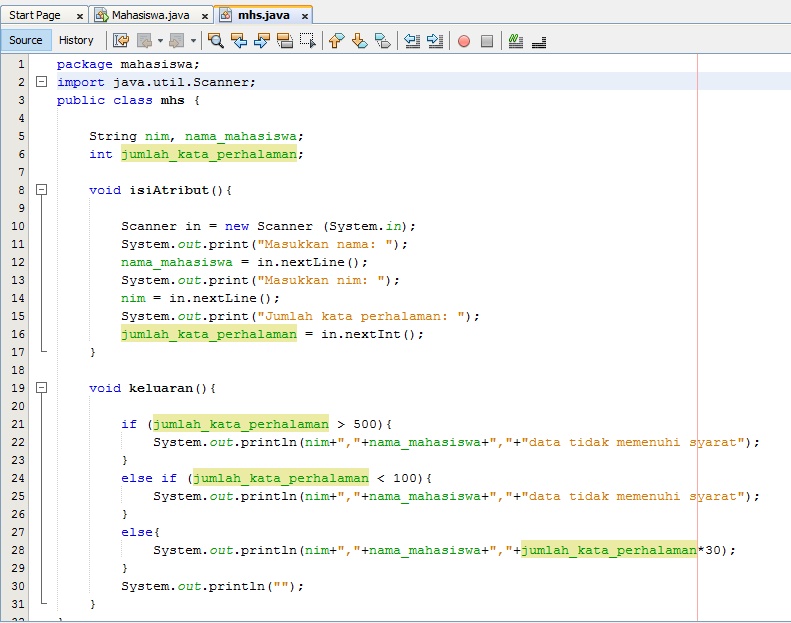 Start Page x Mahasiswa.java x mhs.java x
Source History
1 package mahasiswa;
2 import java.util.Scanner;
3 public class mhs {
4
5 String nim, nama_mahasiswa;
6 int jumlah_kata_perhalaman;
7
8 void isiAtribut(){
9
10 Scanner in = new Scanner (System.in);
11 System.out.print("Masukkan nama: ");
12 nama_mahasiswa = in.nextLine();
13 System.out.print("Masukkan nim: ");
14 nim = in.nextLine();
15 System.out.print("Jumlah kata perhalaman: ");
16 jumlah_kata_perhalaman = in.nextInt();
17 }
18
19 void keluaran(){
20
21 if (jumlah_kata_perhalaman > 500){
22 System.out.println(nim+","+nama_mahasiswa+","+"data tidak memenuhi syarat");
23 }
24 else if (jumlah_kata_perhalaman < 100){
25 System.out.println(nim+","+nama_mahasiswa+","+"data tidak memenuhi syarat");
26 }
27 else{
28 System.out.println(nim+","+nama_mahasiswa+","+jumlah_kata_perhalaman*30);
29 }
30 System.out.println("");
31 }